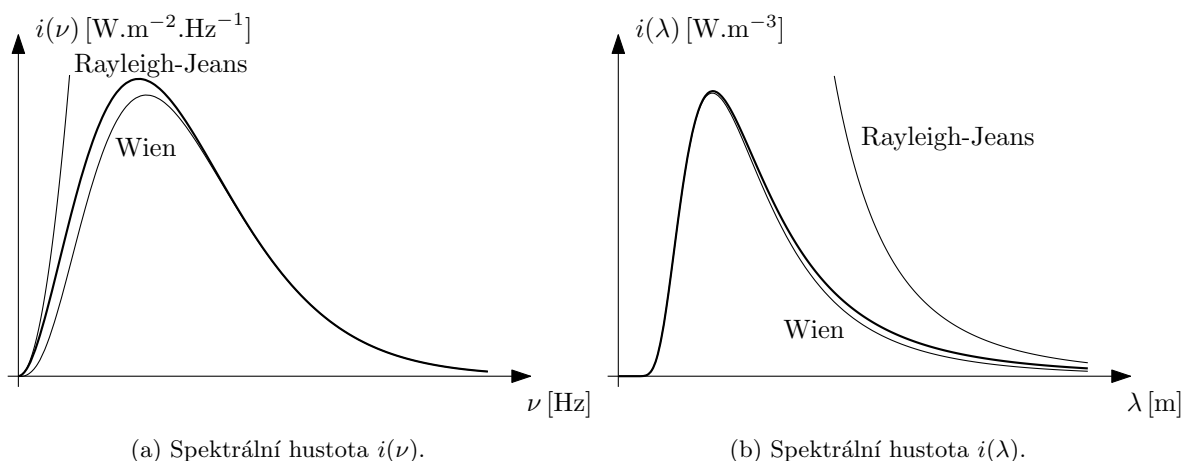 i(ν) [W.m⁻².Hz⁻¹]
Rayleigh-Jeans
Wien
ν [Hz]
(a) Spektrální hustota i(ν).
i(λ) [W.m⁻³]
Rayleigh-Jeans
Wien
λ [m]
(b) Spektrální hustota i(λ).